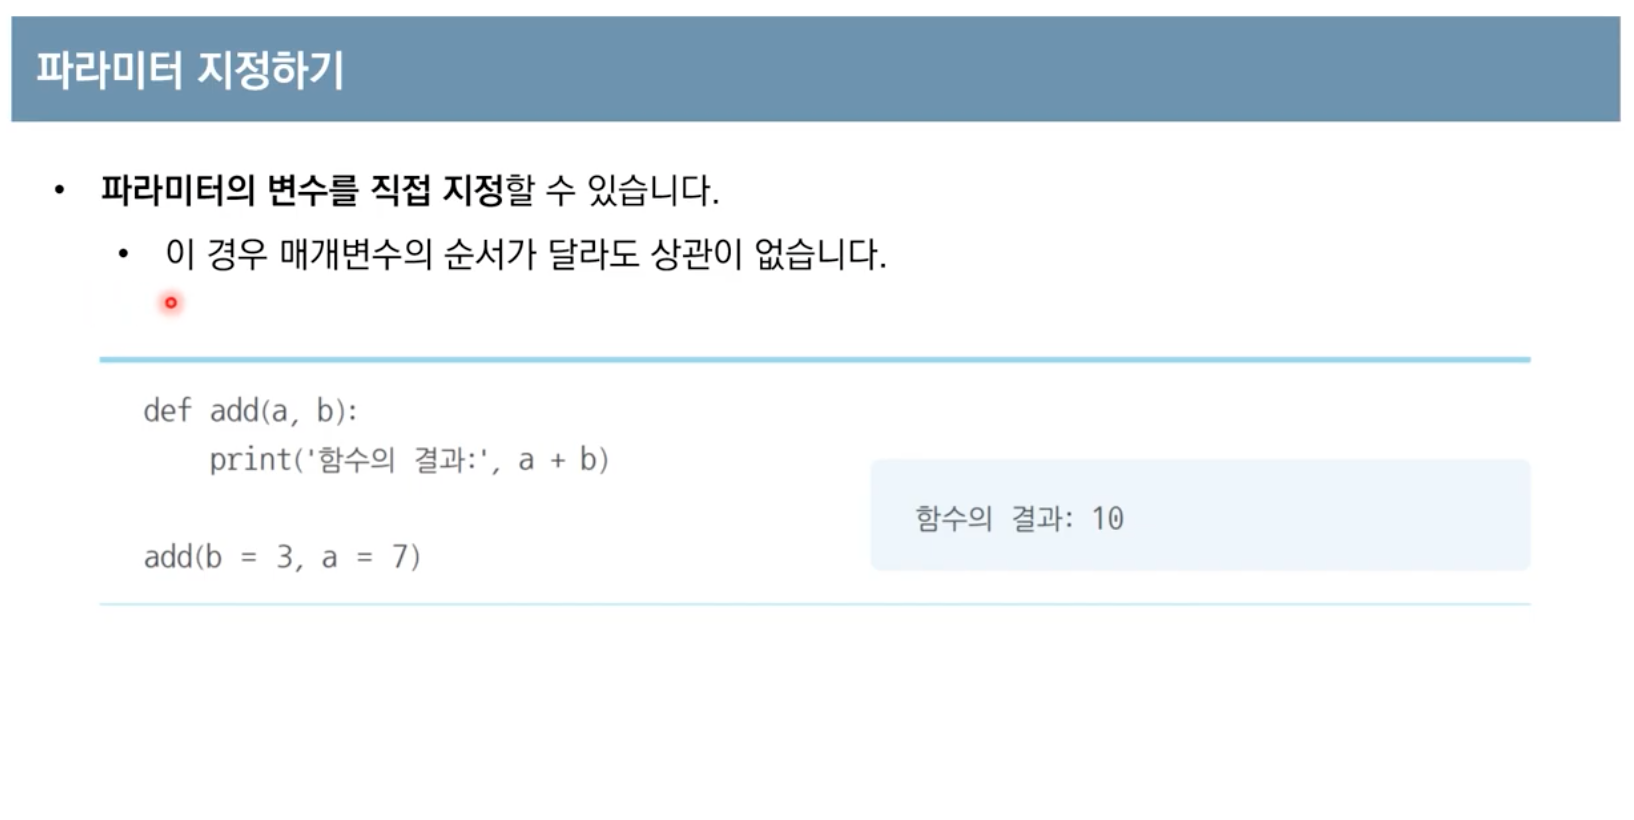 파라미터 지정하기
• 파라미터의 변수를 직접 지정할 수 있습니다.
• 이 경우 매개변수의 순서가 달라도 상관이 없습니다.
def add(a, b):
    print('함수의 결과:', a + b)
add(b = 3, a = 7)
함수의 결과: 10